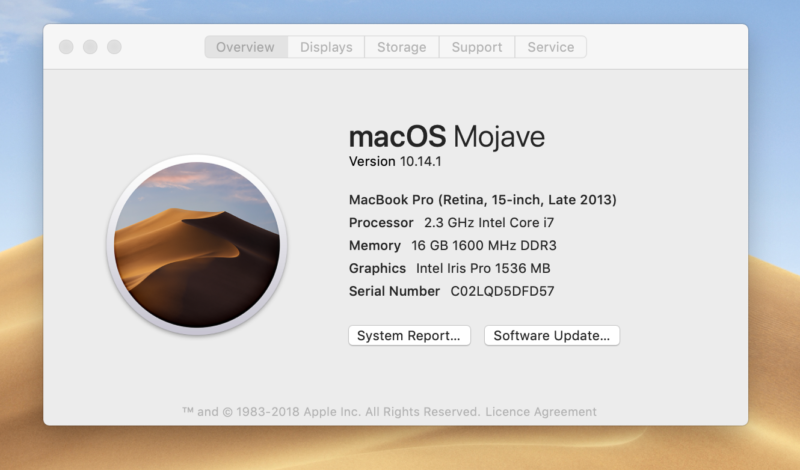 Overview Displays Storage Support Service
macOS Mojave
Version 10.14.1
MacBook Pro (Retina, 15-inch, Late 2013)
Processor 2.3 GHz Intel Core i7
Memory 16 GB 1600 MHz DDR3
Graphics Intel Iris Pro 1536 MB
Serial Number C02LQD5DFD57
System Report... Software Update...
™ and © 1983-2018 Apple Inc. All Rights Reserved. Licence Agreement